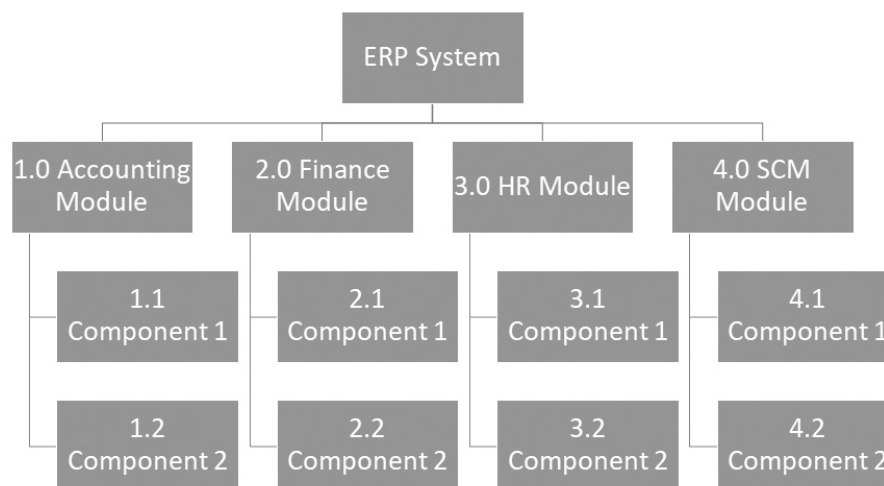 ERP System
1.0 Accounting
Module
2.0 Finance
Module
3.0 HR Module
4.0 SCM
Module
1.1
Component 1
2.1
Component 1
3.1
Component 1
4.1
Component 1
1.2
Component 2
2.2
Component 2
3.2
Component 2
4.2
Component 2